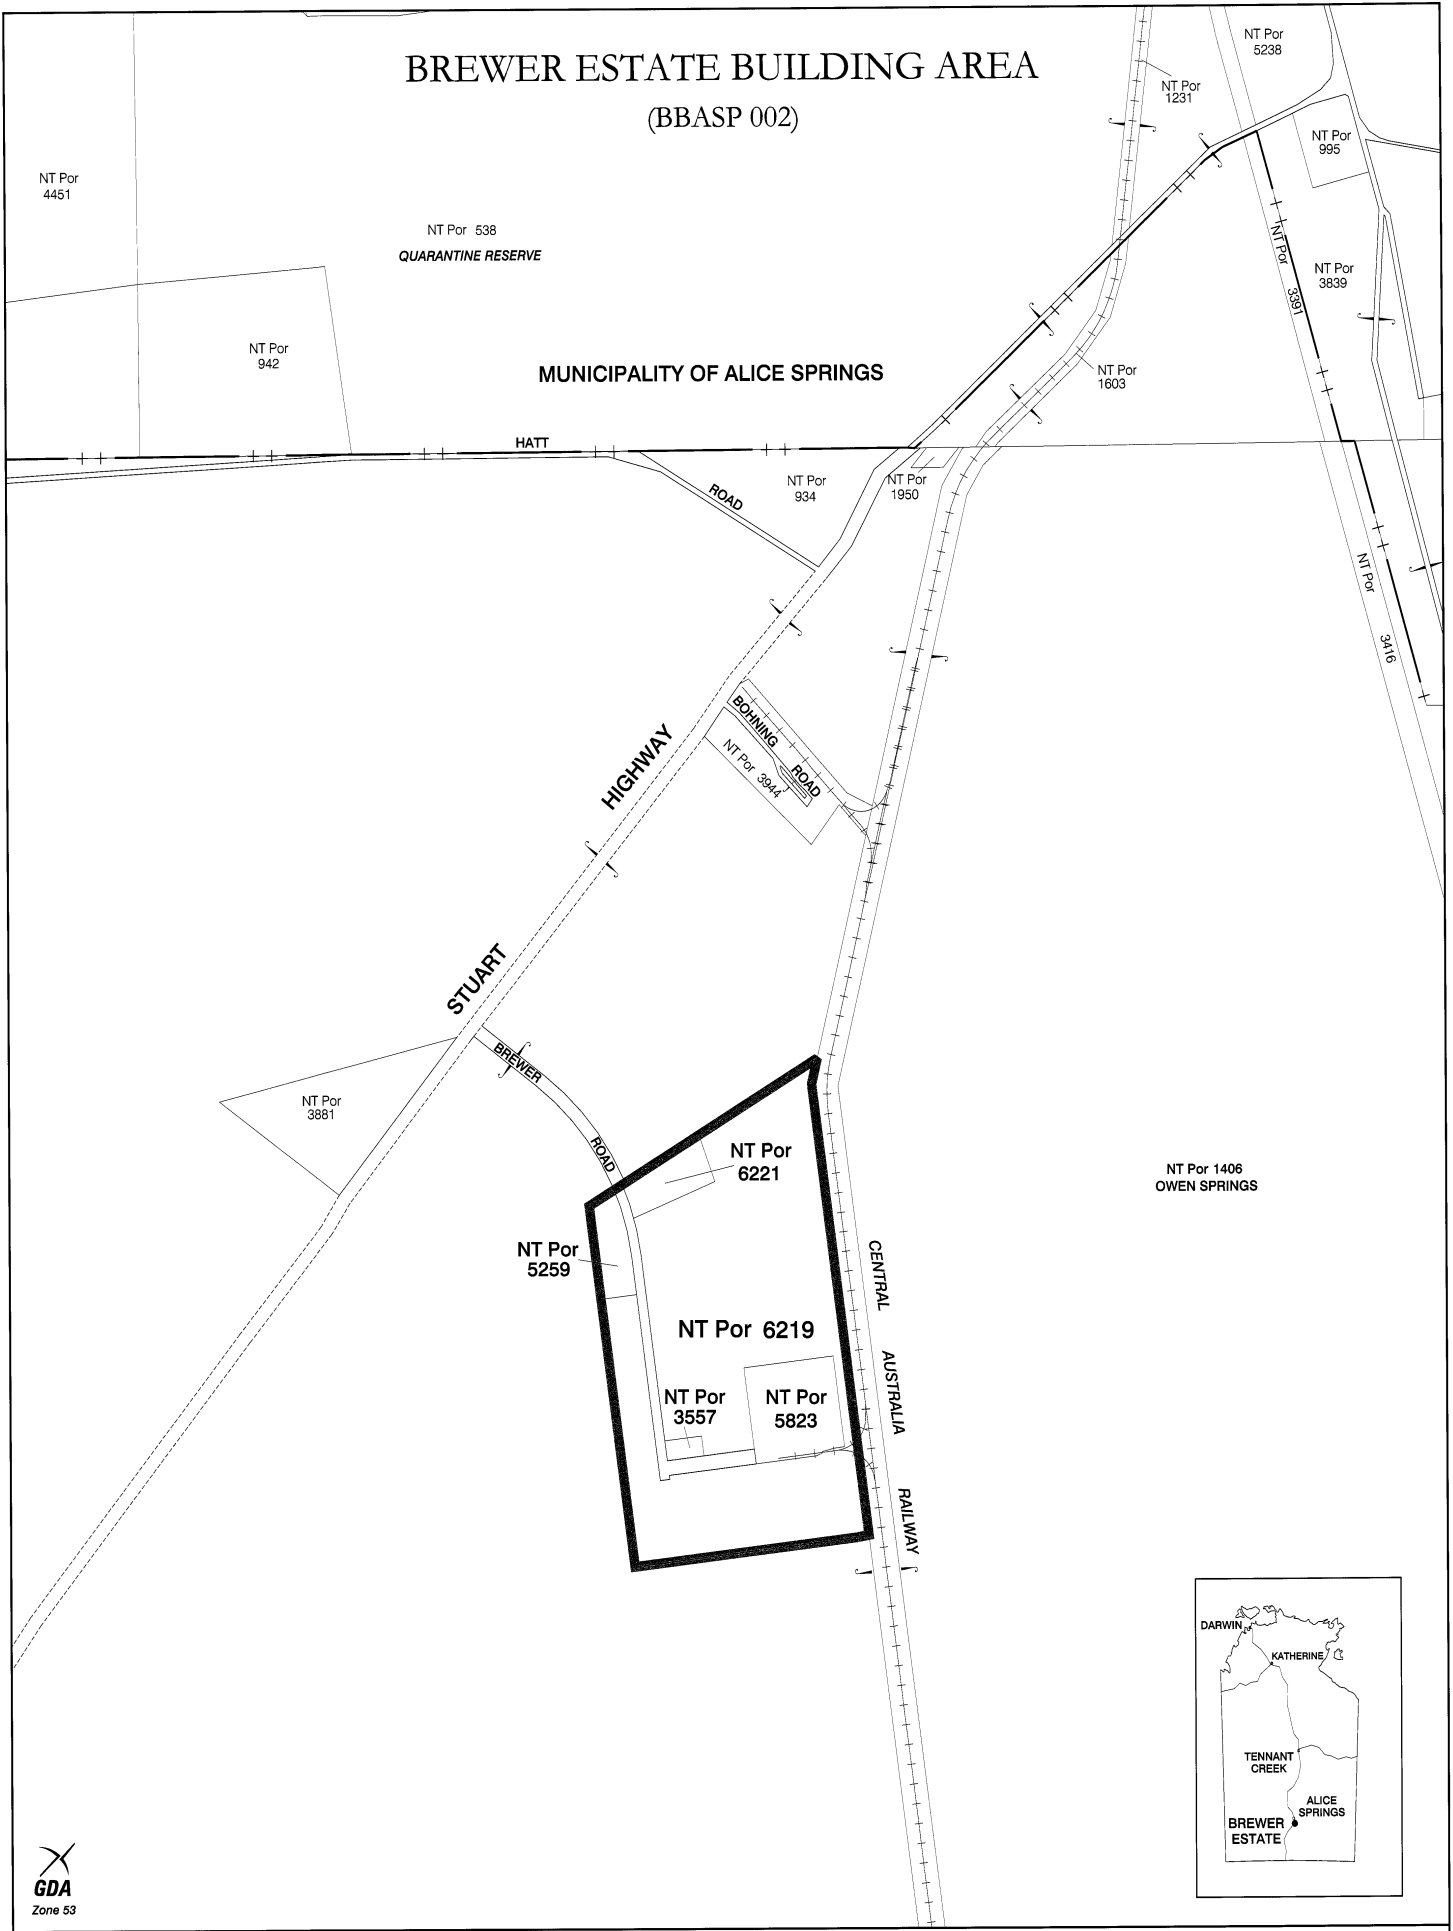 BREWER ESTATE BUILDING AREA
(BBASP 002)
NT Por
5238
NT Por
1231
NT Por
995
NT Por
4451
NT Por 538
QUARANTINE RESERVE
NT Por
3391
NT Por
3839
NT Por
942
MUNICIPALITY OF ALICE SPRINGS
NT Por
1603
HATT
ROAD
NT Por
934
NT Por
1950
NT Por
3416
BOHNING
ROAD
NT Por 3944
HIGHWAY
STUART
BREWER
ROAD
NT Por
3881
NT Por
6221
NT Por 1406
OWEN SPRINGS
NT Por
5259
NT Por 6219
CENTRAL
AUSTRALIA
RAILWAY
NT Por
3557
NT Por
5823
DARWIN
KATHERINE
TENNANT
CREEK
ALICE
SPRINGS
BREWER
ESTATE
GDA
Zone 53